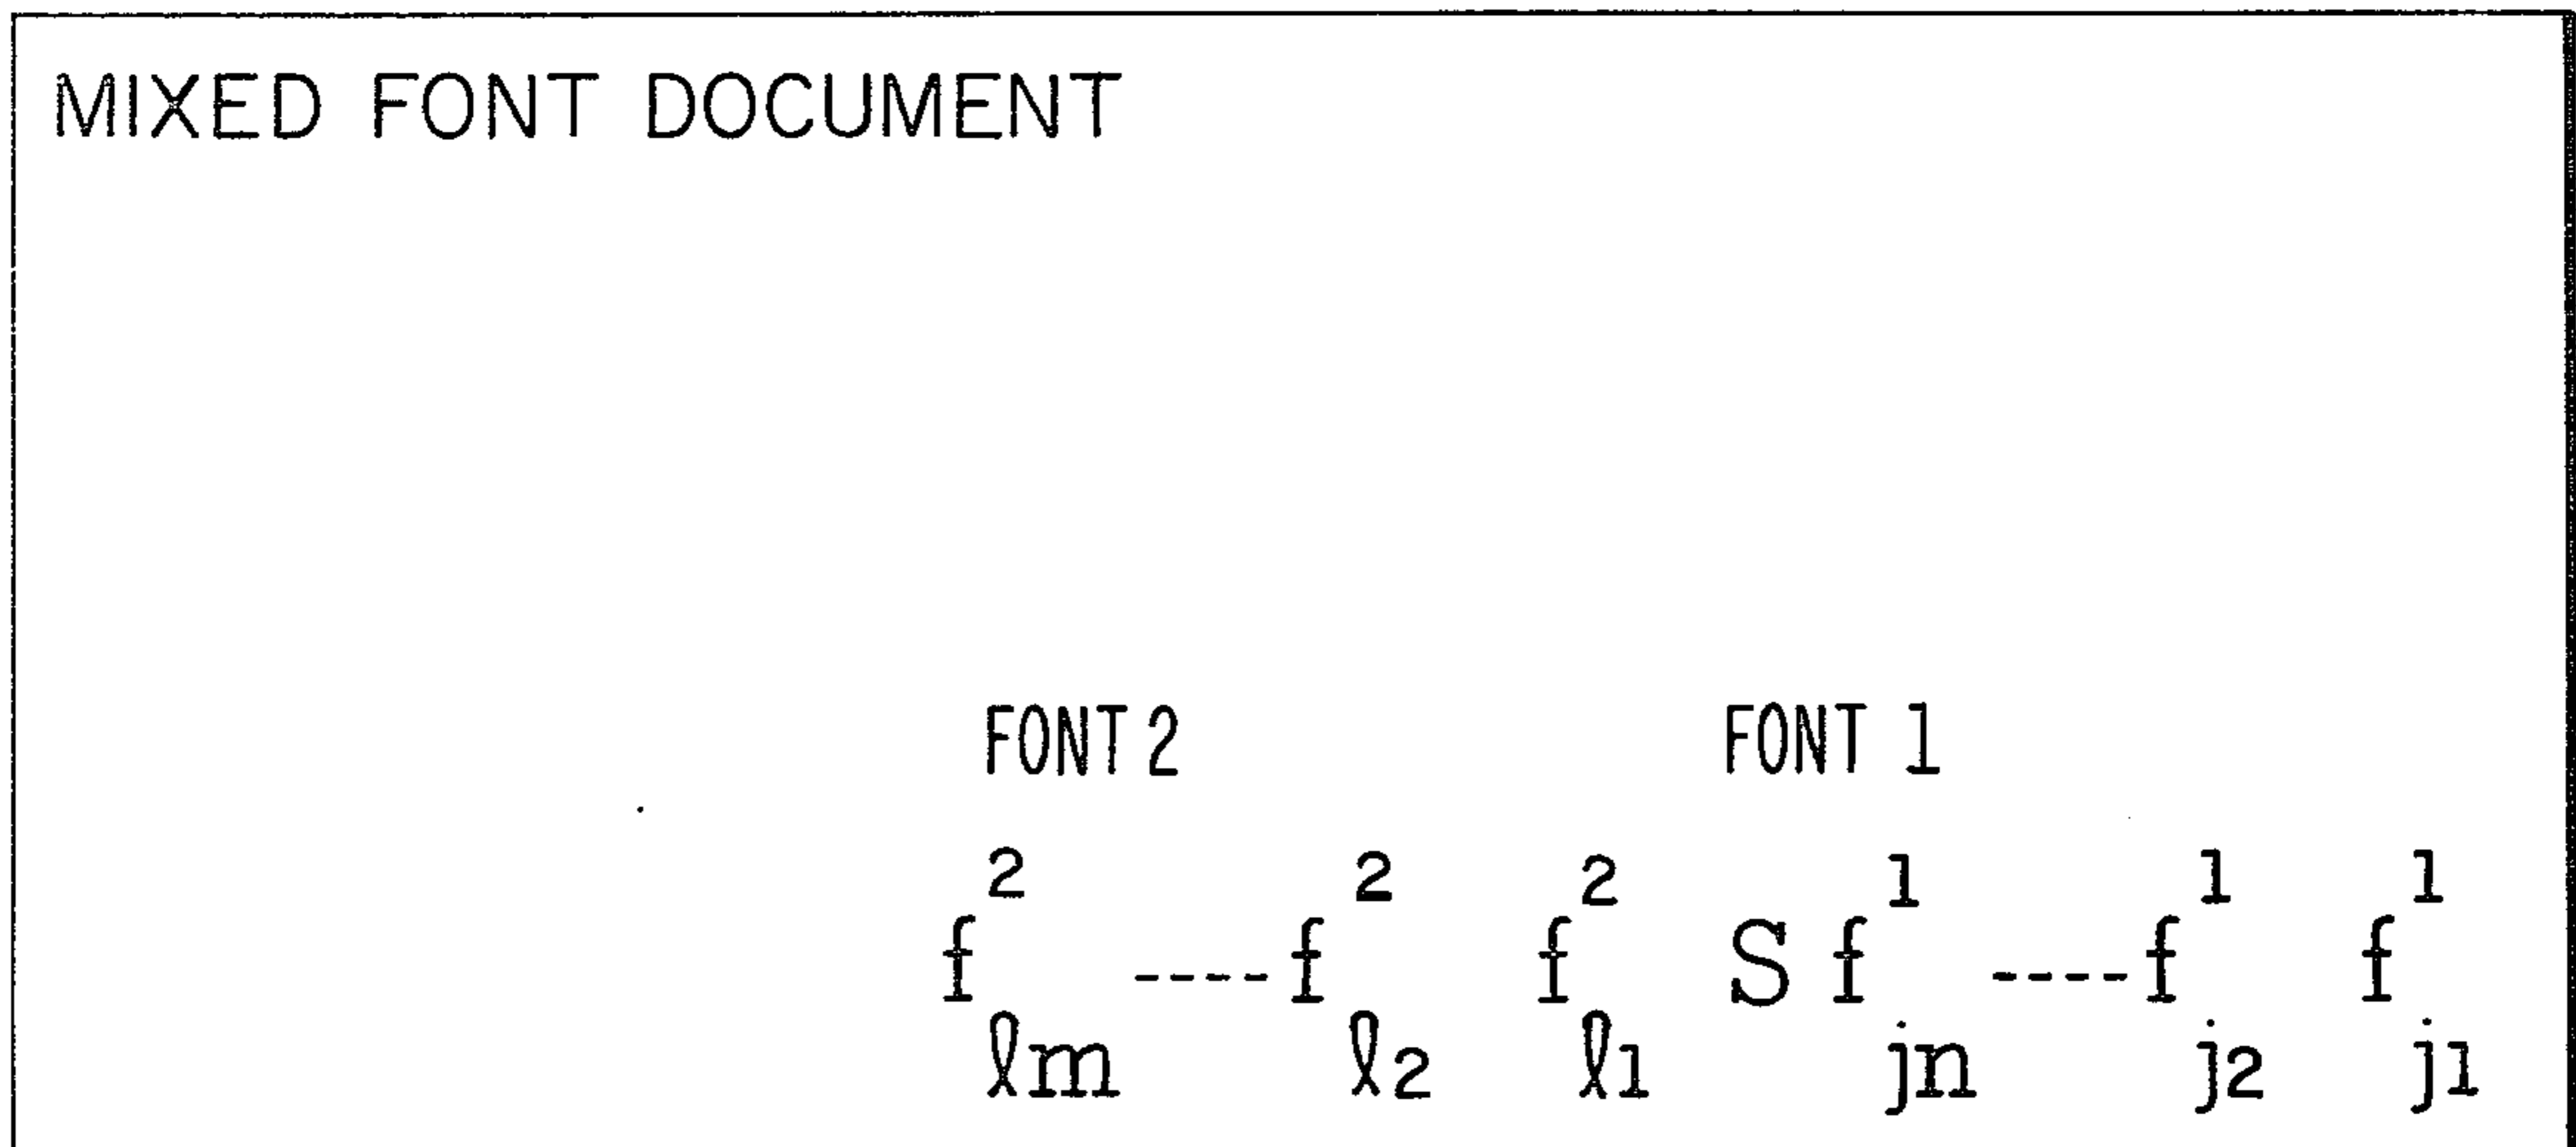 MIXED FONT DOCUMENT
FONT 2 FONT 1
f²ℓm ----f²ℓ2 f²ℓ1 S f¹jn ----f¹j2 f¹j1